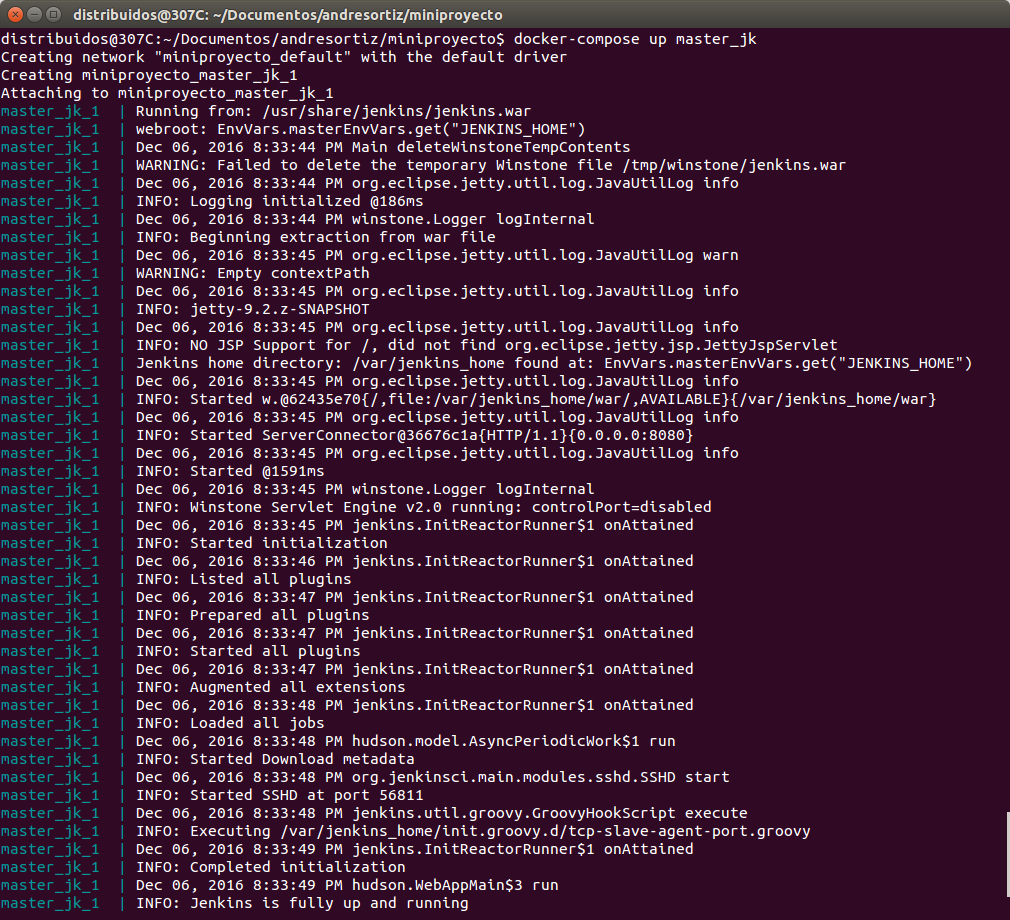 distribuidos@307C: ~/Documentos/andresortiz/miniproyecto
distribuidos@307C:~/Documentos/andresortiz/miniproyecto$ docker-compose up master_jk
Creating network "miniproyecto_default" with the default driver
Creating miniproyecto_master_jk_1
Attaching to miniproyecto_master_jk_1
master_jk_1  | Running from: /usr/share/jenkins/jenkins.war
master_jk_1  | webroot: EnvVars.masterEnvVars.get("JENKINS_HOME")
master_jk_1  | Dec 06, 2016 8:33:44 PM Main deleteWinstoneTempContents
master_jk_1  | WARNING: Failed to delete the temporary Winstone file /tmp/winstone/jenkins.war
master_jk_1  | Dec 06, 2016 8:33:44 PM org.eclipse.jetty.util.log.JavaUtilLog info
master_jk_1  | INFO: Logging initialized @186ms
master_jk_1  | Dec 06, 2016 8:33:44 PM winstone.Logger logInternal
master_jk_1  | INFO: Beginning extraction from war file
master_jk_1  | Dec 06, 2016 8:33:45 PM org.eclipse.jetty.util.log.JavaUtilLog warn
master_jk_1  | WARNING: Empty contextPath
master_jk_1  | Dec 06, 2016 8:33:45 PM org.eclipse.jetty.util.log.JavaUtilLog info
master_jk_1  | INFO: jetty-9.2.z-SNAPSHOT
master_jk_1  | Dec 06, 2016 8:33:45 PM org.eclipse.jetty.util.log.JavaUtilLog info
master_jk_1  | INFO: NO JSP Support for /, did not find org.eclipse.jetty.jsp.JettyJspServlet
master_jk_1  | Jenkins home directory: /var/jenkins_home found at: EnvVars.masterEnvVars.get("JENKINS_HOME")
master_jk_1  | Dec 06, 2016 8:33:45 PM org.eclipse.jetty.util.log.JavaUtilLog info
master_jk_1  | INFO: Started w.@62435e70{/,file:/var/jenkins_home/war/,AVAILABLE}{/var/jenkins_home/war}
master_jk_1  | Dec 06, 2016 8:33:45 PM org.eclipse.jetty.util.log.JavaUtilLog info
master_jk_1  | INFO: Started ServerConnector@36676c1a{HTTP/1.1}{0.0.0.0:8080}
master_jk_1  | Dec 06, 2016 8:33:45 PM org.eclipse.jetty.util.log.JavaUtilLog info
master_jk_1  | INFO: Started @1591ms
master_jk_1  | Dec 06, 2016 8:33:45 PM winstone.Logger logInternal
master_jk_1  | INFO: Winstone Servlet Engine v2.0 running: controlPort=disabled
master_jk_1  | Dec 06, 2016 8:33:45 PM jenkins.InitReactorRunner$1 onAttained
master_jk_1  | INFO: Started initialization
master_jk_1  | Dec 06, 2016 8:33:46 PM jenkins.InitReactorRunner$1 onAttained
master_jk_1  | INFO: Listed all plugins
master_jk_1  | Dec 06, 2016 8:33:47 PM jenkins.InitReactorRunner$1 onAttained
master_jk_1  | INFO: Prepared all plugins
master_jk_1  | Dec 06, 2016 8:33:47 PM jenkins.InitReactorRunner$1 onAttained
master_jk_1  | INFO: Started all plugins
master_jk_1  | Dec 06, 2016 8:33:47 PM jenkins.InitReactorRunner$1 onAttained
master_jk_1  | INFO: Augmented all extensions
master_jk_1  | Dec 06, 2016 8:33:48 PM jenkins.InitReactorRunner$1 onAttained
master_jk_1  | INFO: Loaded all jobs
master_jk_1  | Dec 06, 2016 8:33:48 PM hudson.model.AsyncPeriodicWork$1 run
master_jk_1  | INFO: Started Download metadata
master_jk_1  | Dec 06, 2016 8:33:48 PM org.jenkinsci.main.modules.sshd.SSHD start
master_jk_1  | INFO: Started SSHD at port 56811
master_jk_1  | Dec 06, 2016 8:33:48 PM jenkins.util.groovy.GroovyHookScript execute
master_jk_1  | INFO: Executing /var/jenkins_home/init.groovy.d/tcp-slave-agent-port.groovy
master_jk_1  | Dec 06, 2016 8:33:49 PM jenkins.InitReactorRunner$1 onAttained
master_jk_1  | INFO: Completed initialization
master_jk_1  | Dec 06, 2016 8:33:49 PM hudson.WebAppMain$3 run
master_jk_1  | INFO: Jenkins is fully up and running